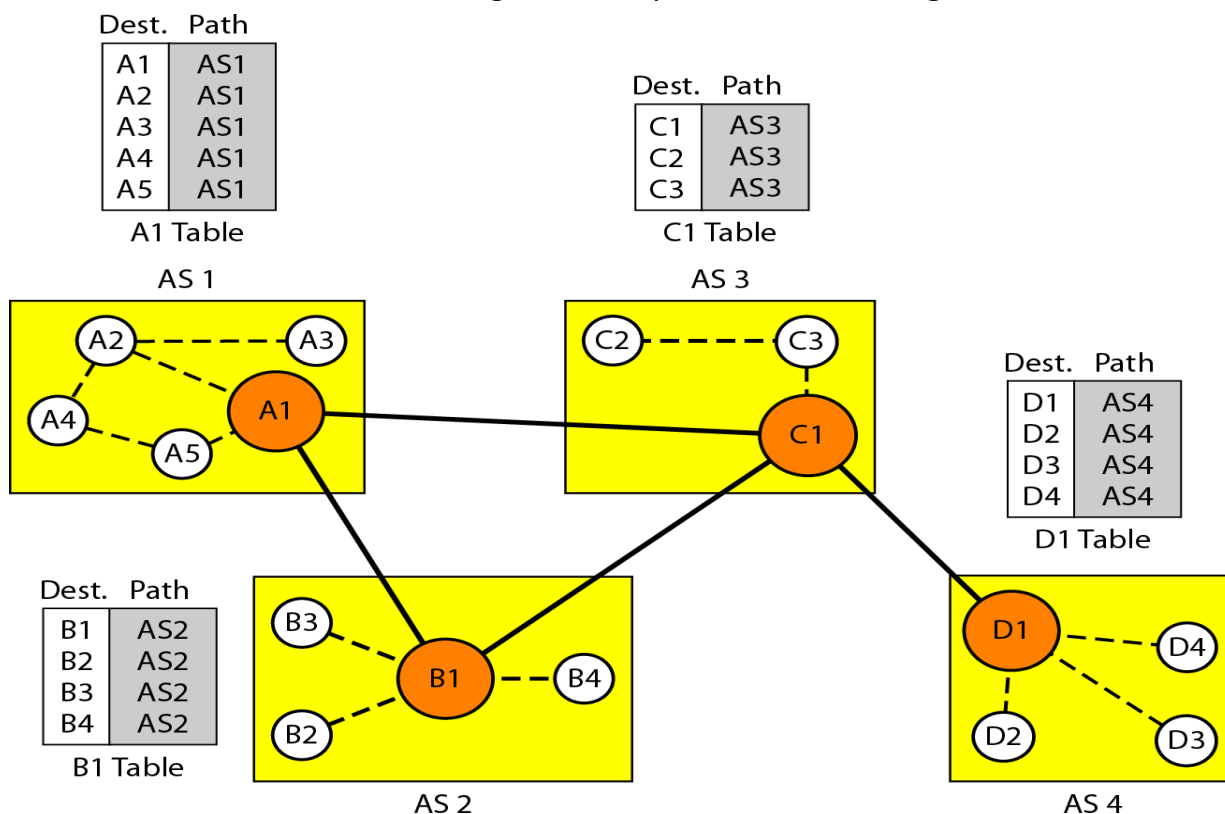 Dest. Path
A1 AS1
A2 AS1
A3 AS1
A4 AS1
A5 AS1
A1 Table
Dest. Path
C1 AS3
C2 AS3
C3 AS3
C1 Table
AS 1
A2
A3
A4
A1
A5
AS 3
C2
C3
C1
Dest. Path
D1 AS4
D2 AS4
D3 AS4
D4 AS4
D1 Table
Dest. Path
B1 AS2
B2 AS2
B3 AS2
B4 AS2
B1 Table
B3
B1
B4
B2
AS 2
D1
D4
D2
D3
AS 4